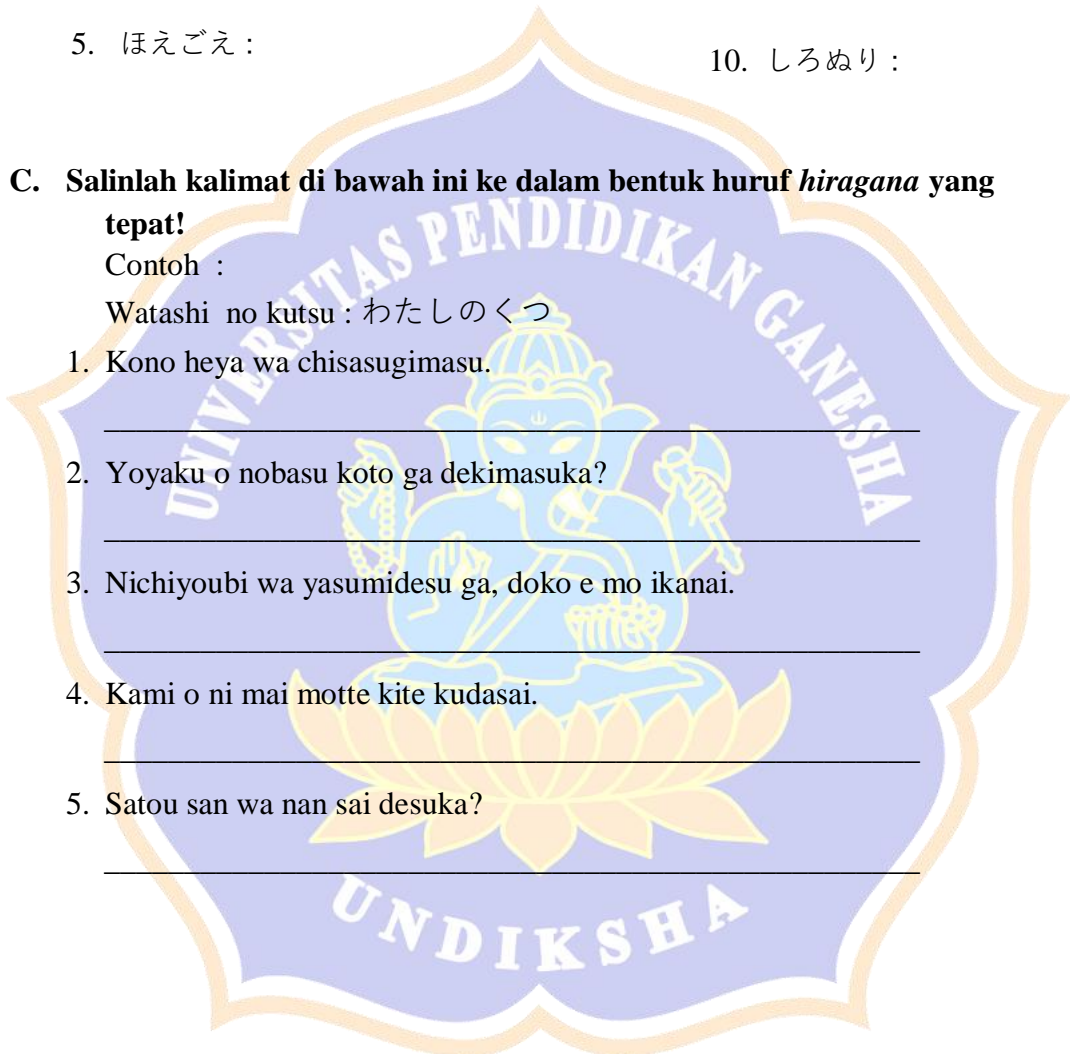 5. ほえごえ :
10. しろぬり :
C. Salinlah kalimat di bawah ini ke dalam bentuk huruf hiragana yang
tepat!
Contoh :
Watashi no kutsu : わたしのくつ
1. Kono heya wa chisasugimasu.
2. Yoyaku o nobasu koto ga dekimasuka?
3. Nichiyoubi wa yasumidesu ga, doko e mo ikanai.
4. Kami o ni mai motte kite kudasai.
5. Satou san wa nan sai desuka?
UNIVERSITAS PENDIDIKAN GANESHA
UNDIKSHA